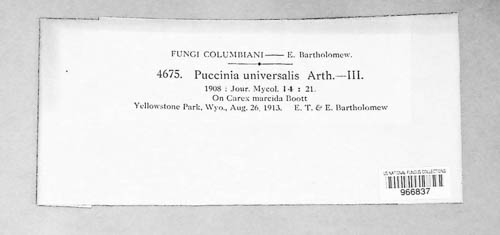 FUNGI COLUMBIANI — E. Bartholomew.
4675. Puccinia universalis Arth.—III.
1908 : Jour. Mycol. 14 : 21.
On Carex marcida Boott
Yellowstone Park, Wyo., Aug. 26, 1913. E. T. & E. Bartholomew
US NATIONAL FUNGUS COLLECTIONS
966837